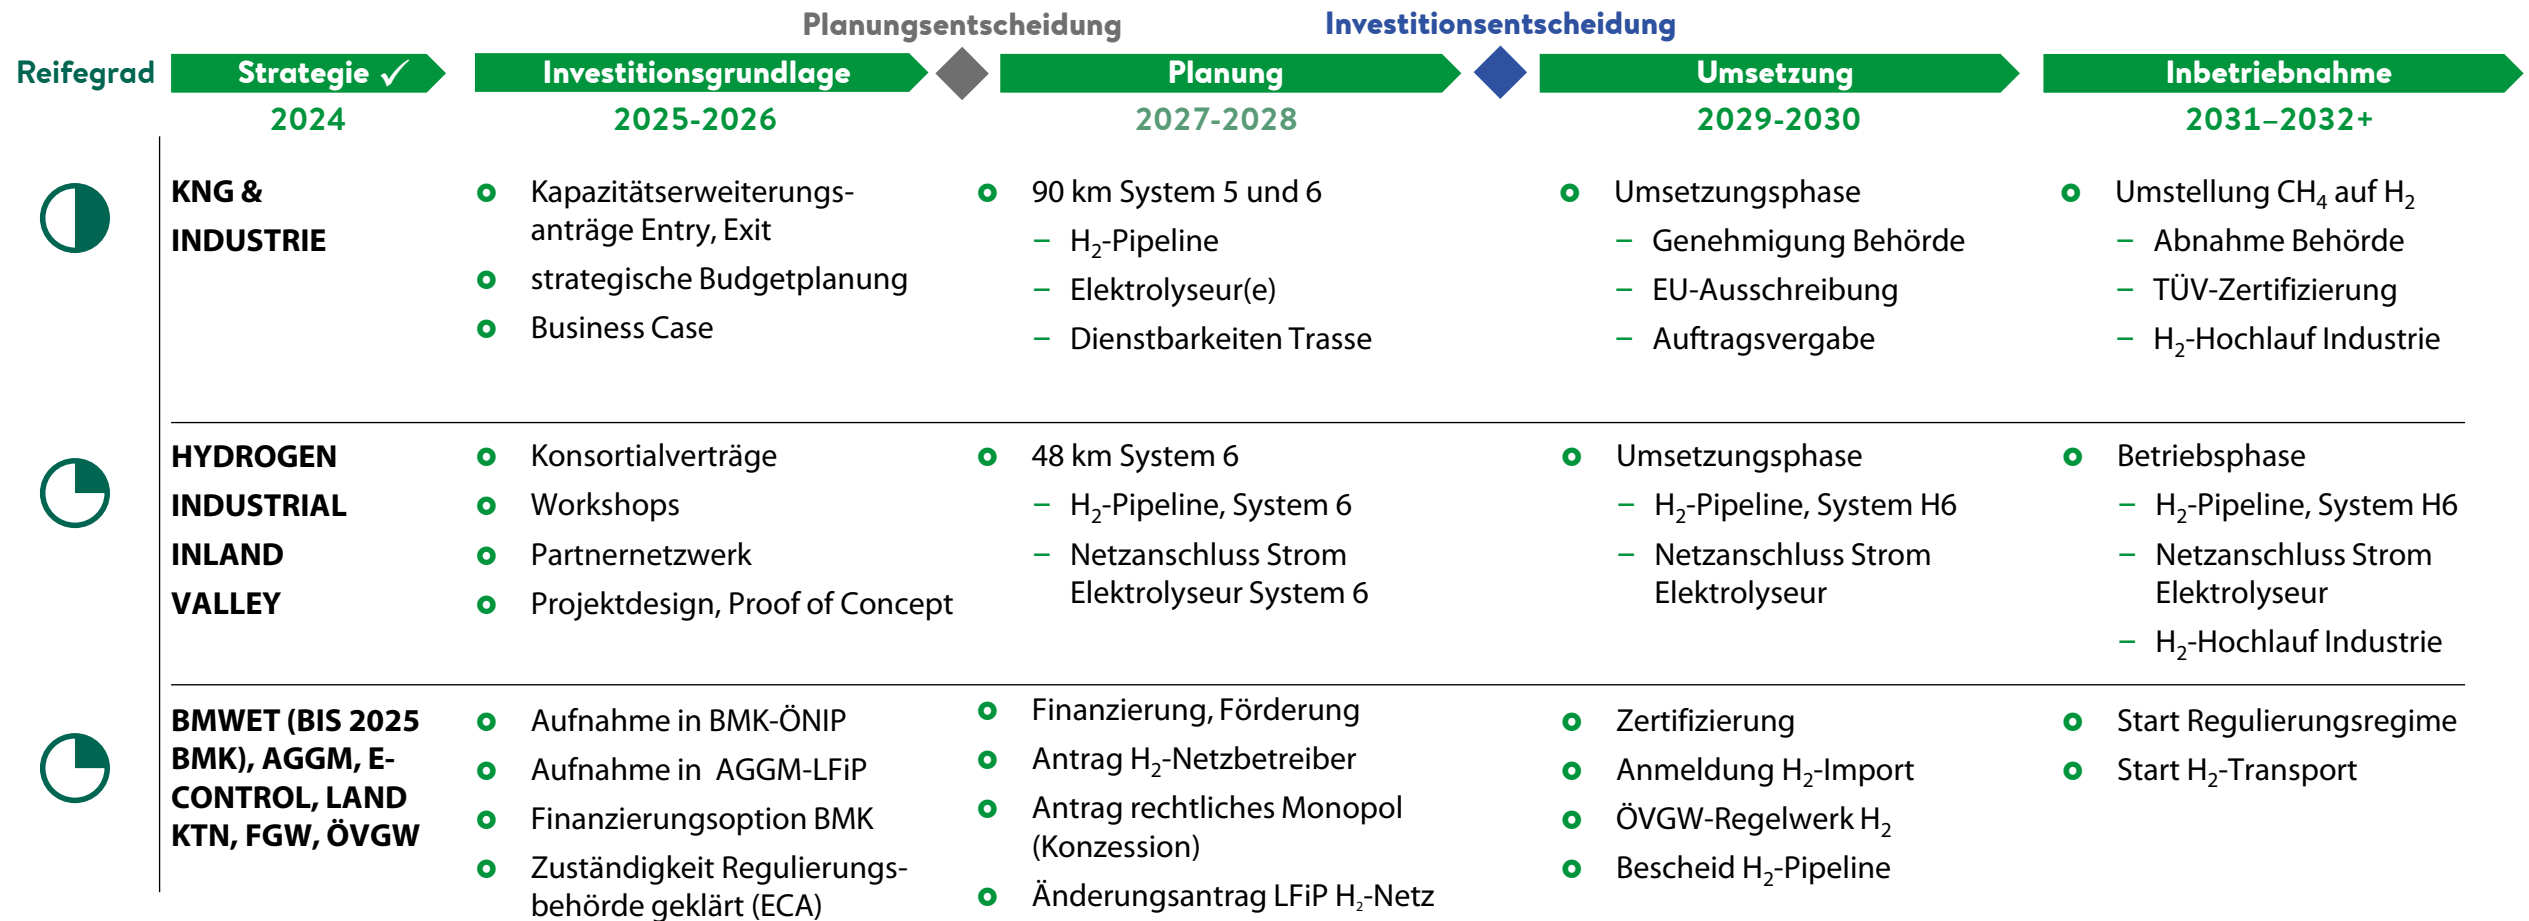 Planungsentscheidung
Investitionsentscheidung
Reifegrad
Strategie ✓
Investitionsgrundlage
Planung
Umsetzung
Inbetriebnahme
2024
2025-2026
2027-2028
2029-2030
2031–2032+
KNG &
INDUSTRIE
Kapazitätserweiterungs-
anträge Entry, Exit
strategische Budgetplanung
Business Case
90 km System 5 und 6
– H₂-Pipeline
– Elektrolyseur(e)
– Dienstbarkeiten Trasse
Umsetzungsphase
– Genehmigung Behörde
– EU-Ausschreibung
– Auftragsvergabe
Umstellung CH₄ auf H₂
– Abnahme Behörde
– TÜV-Zertifizierung
– H₂-Hochlauf Industrie
HYDROGEN
INDUSTRIAL
INLAND
VALLEY
Konsortialverträge
Workshops
Partnernetzwerk
Projektdesign, Proof of Concept
48 km System 6
– H₂-Pipeline, System 6
– Netzanschluss Strom
Elektrolyseur System 6
Umsetzungsphase
– H₂-Pipeline, System H6
– Netzanschluss Strom
Elektrolyseur
Betriebsphase
– H₂-Pipeline, System H6
– Netzanschluss Strom
Elektrolyseur
– H₂-Hochlauf Industrie
BMWET (BIS 2025
BMK), AGGM, E-
CONTROL, LAND
KTN, FGW, ÖVGW
Aufnahme in BMK-ÖNIP
Aufnahme in AGGM-LFiP
Finanzierungsoption BMK
Zuständigkeit Regulierungs-
behörde geklärt (ECA)
Finanzierung, Förderung
Antrag H₂-Netzbetreiber
Antrag rechtliches Monopol
(Konzession)
Änderungsantrag LFiP H₂-Netz
Zertifizierung
Anmeldung H₂-Import
ÖVGW-Regelwerk H₂
Bescheid H₂-Pipeline
Start Regulierungsregime
Start H₂-Transport